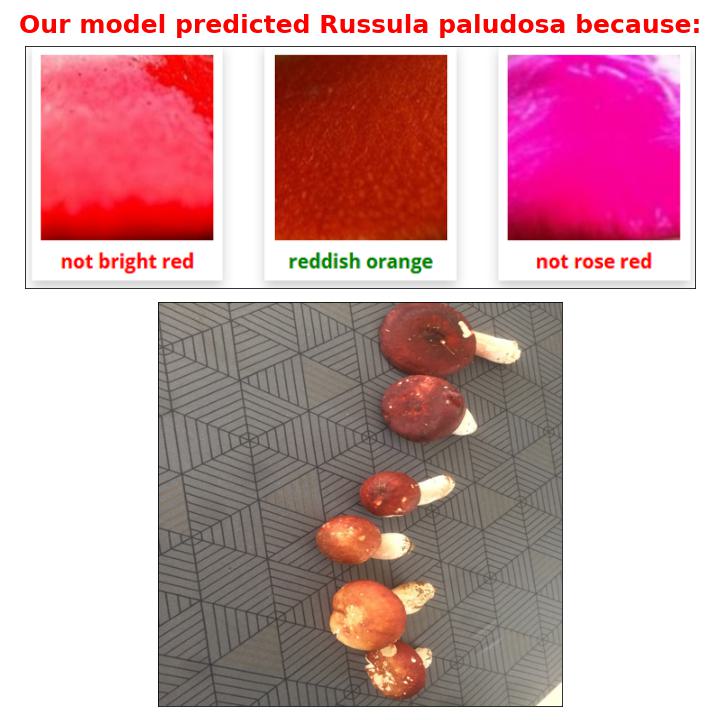 Our model predicted Russula paludosa because:
not bright red
reddish orange
not rose red